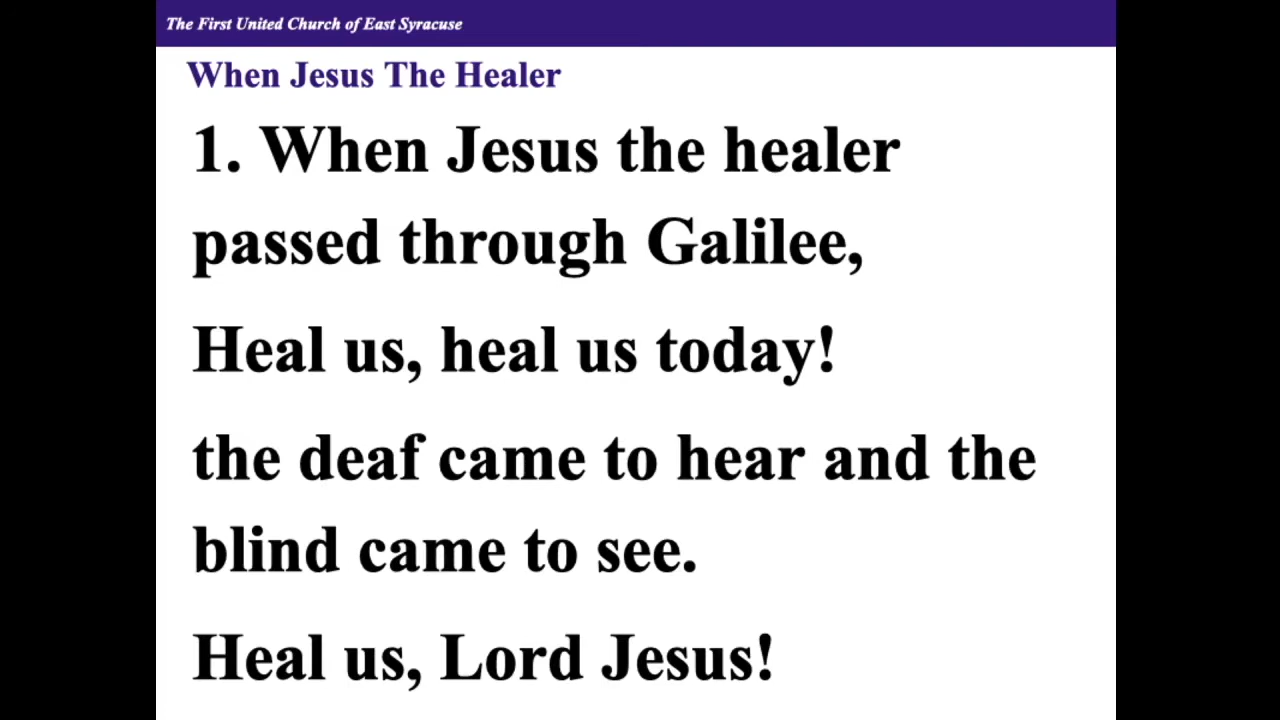 The First United Church of East Syracuse
When Jesus The Healer
1. When Jesus the healer
passed through Galilee,
Heal us, heal us today!
the deaf came to hear and the
blind came to see.
Heal us, Lord Jesus!